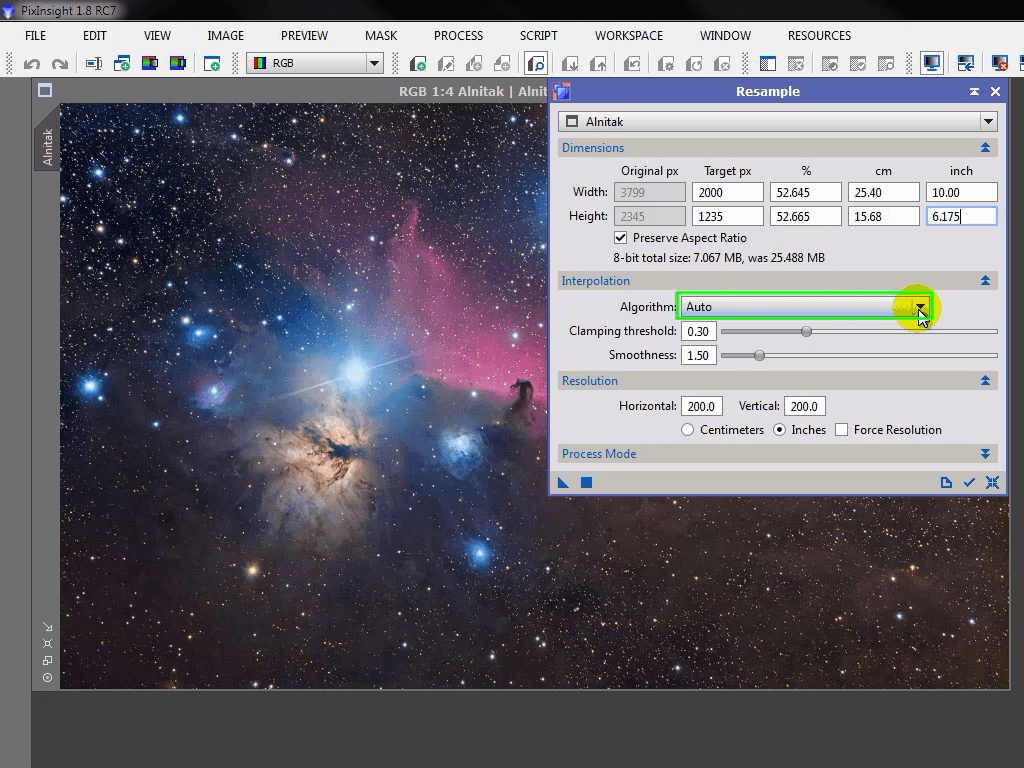 PixInsight 1.8 RC7
FILE EDIT VIEW IMAGE PREVIEW MASK PROCESS SCRIPT WORKSPACE WINDOW RESOURCES
RGB
RGB 1:4 Alnitak | Alnit
Alnitak
Resample
Alnitak
Dimensions
Original px Target px % cm inch
Width: 3799 2000 52.645 25.40 10.00
Height: 2345 1235 52.665 15.68 6.175
Preserve Aspect Ratio
8-bit total size: 7.067 MB, was 25.488 MB
Interpolation
Algorithm: Auto
Clamping threshold: 0.30
Smoothness: 1.50
Resolution
Horizontal: 200.0 Vertical: 200.0
Centimeters Inches Force Resolution
Process Mode